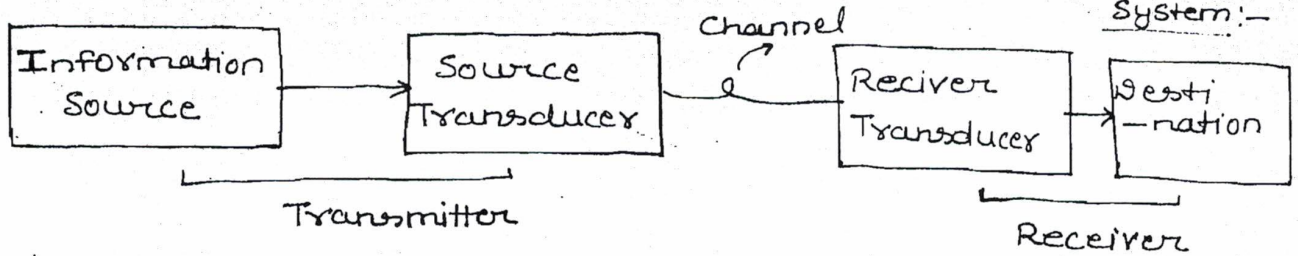 System:-
Channel
Information
Source
Source
Transducer
Reciver
Transducer
Desti
-nation
Transmitter
Receiver